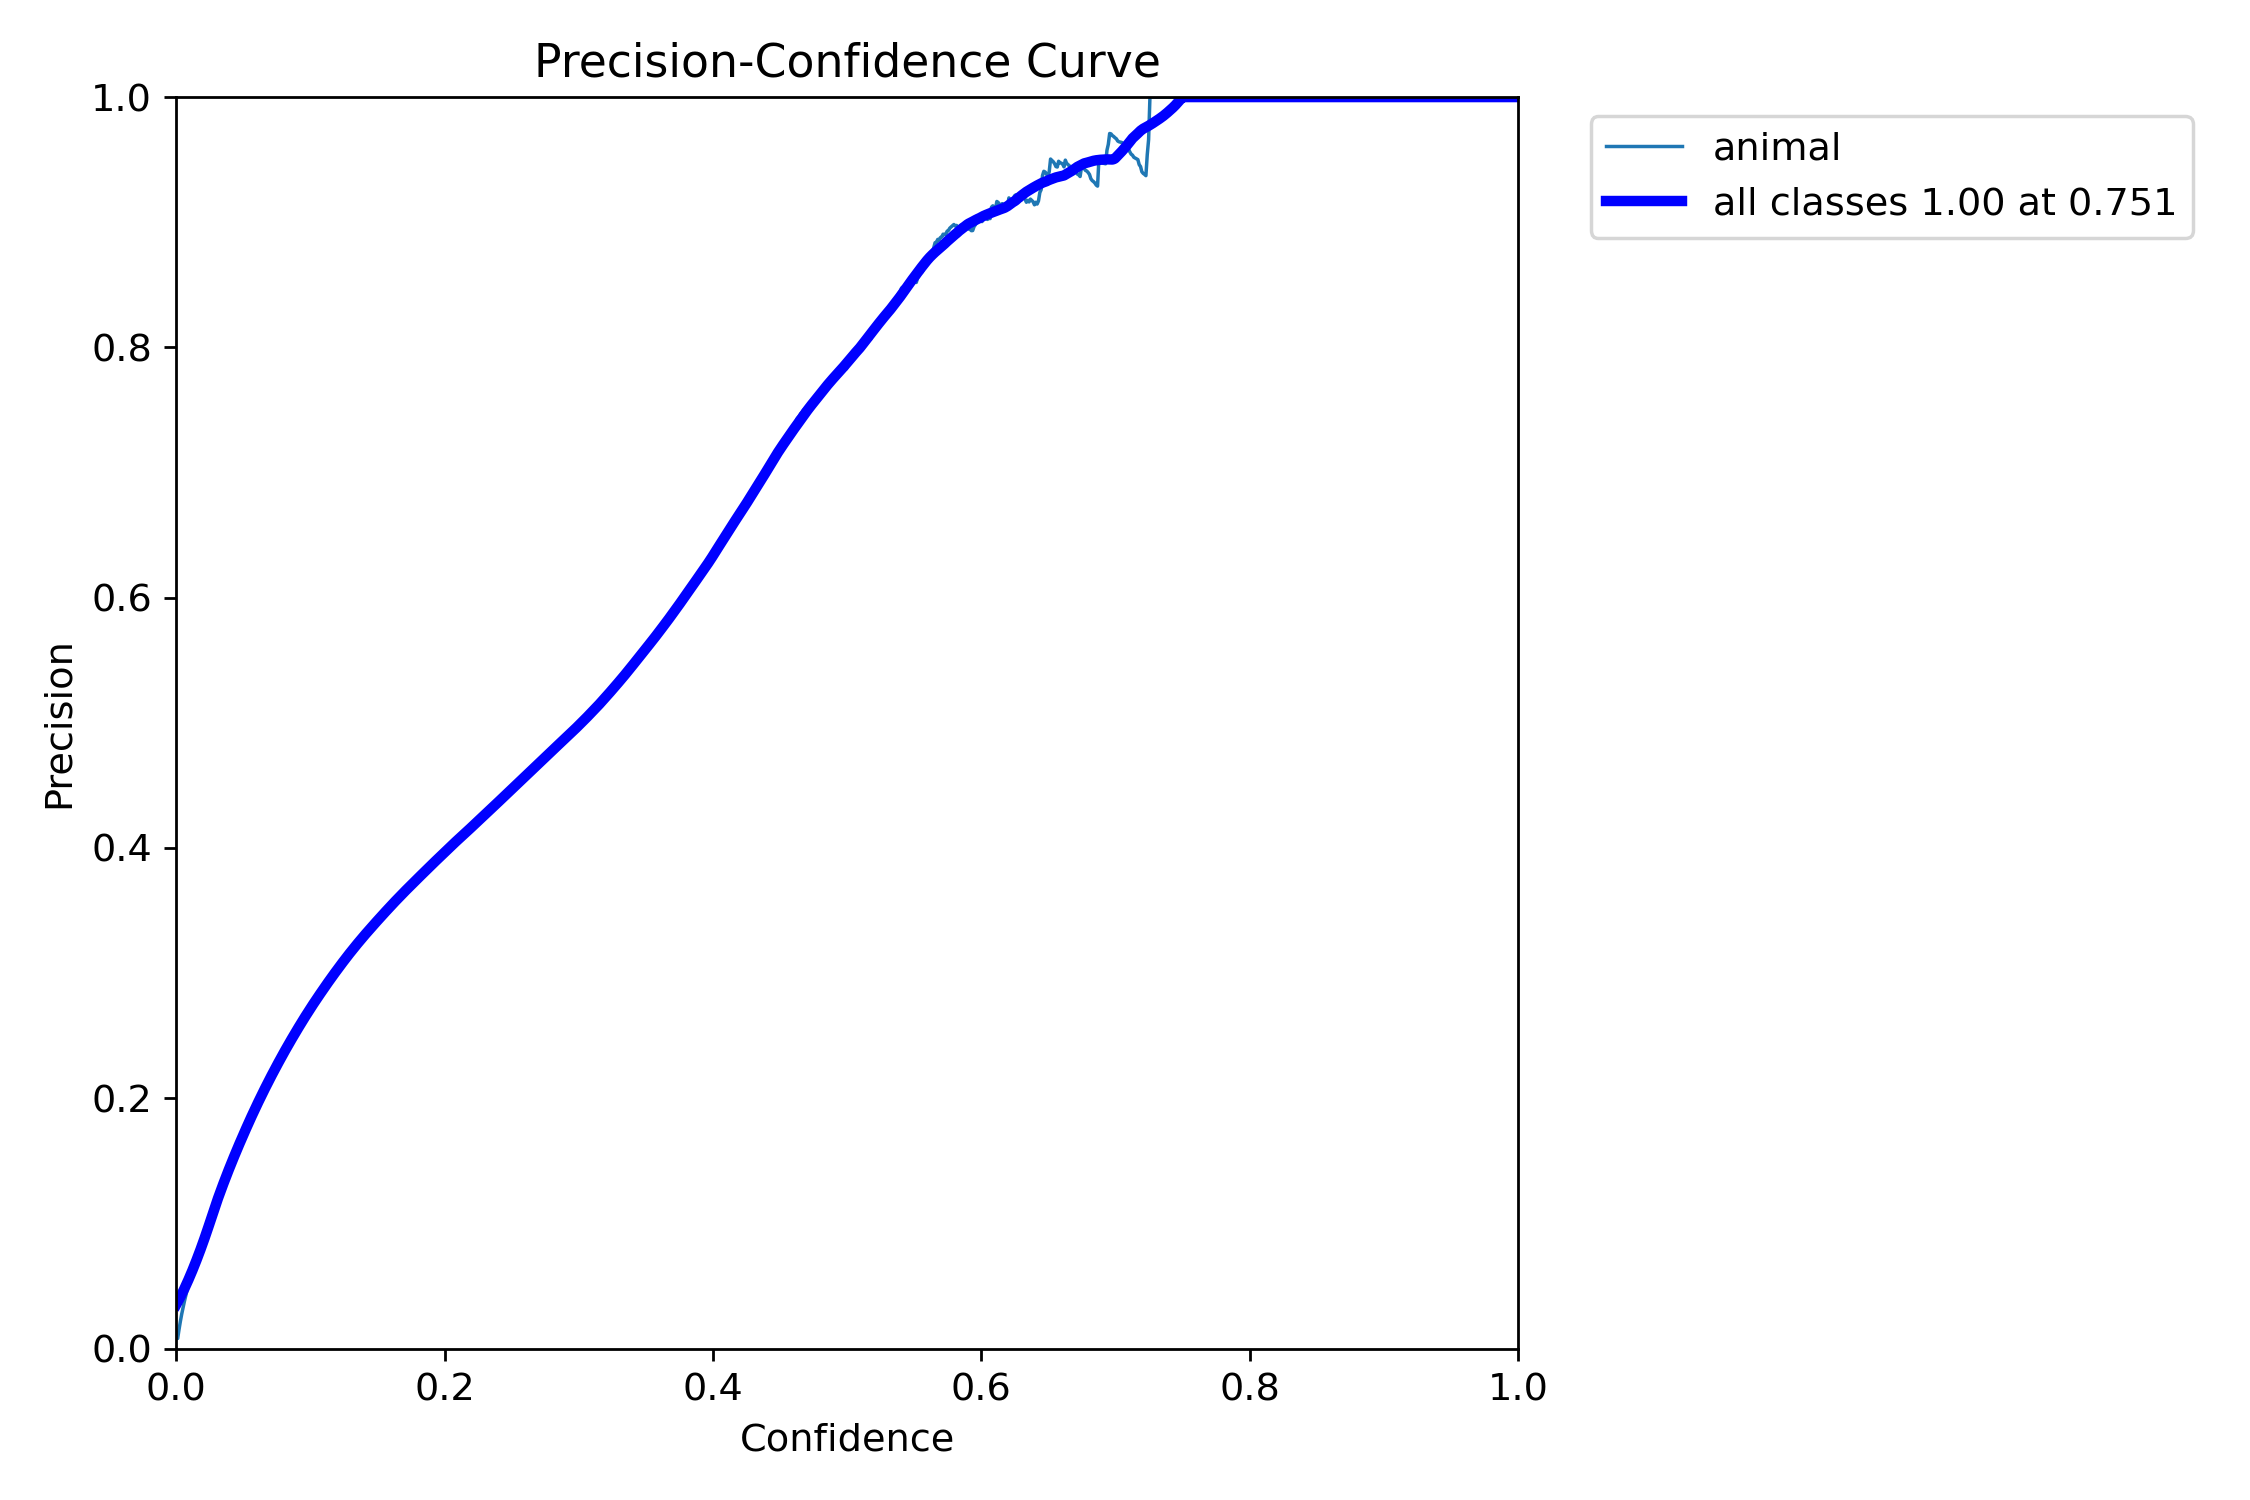 Precision-Confidence Curve
1.0
0.8
0.6
0.4
0.2
0.0
Precision
0.0 0.2 0.4 0.6 0.8 1.0
Confidence
animal
all classes 1.00 at 0.751